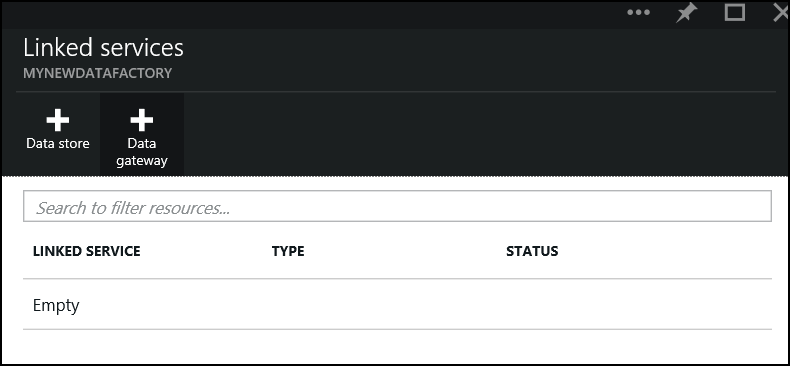 Linked services
MYNEWDATAFACTORY
Data store
Data
gateway
Search to filter resources...
LINKED SERVICE TYPE STATUS
Empty